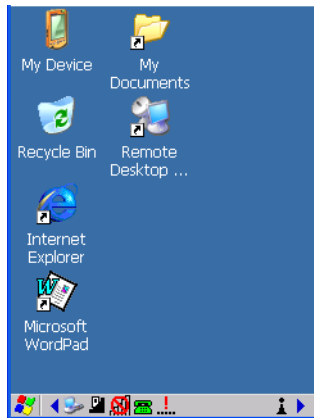 My Device
My
Documents
Recycle Bin
Remote
Desktop ...
Internet
Explorer
Microsoft
WordPad